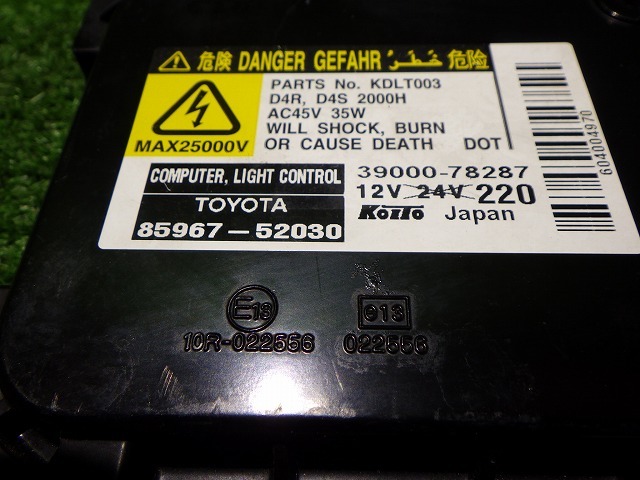 危険 DANGER GEFAHR خطر 危险
PARTS No. KDLT003
D4R, D4S 2000H
AC45V 35W
WILL SHOCK, BURN
OR CAUSE DEATH DOT
MAX25000V
COMPUTER, LIGHT CONTROL
TOYOTA
85967-52030
39000-78287
12V 24V 220
KOITO Japan
604004970
E13
10R-022556
e13
022556